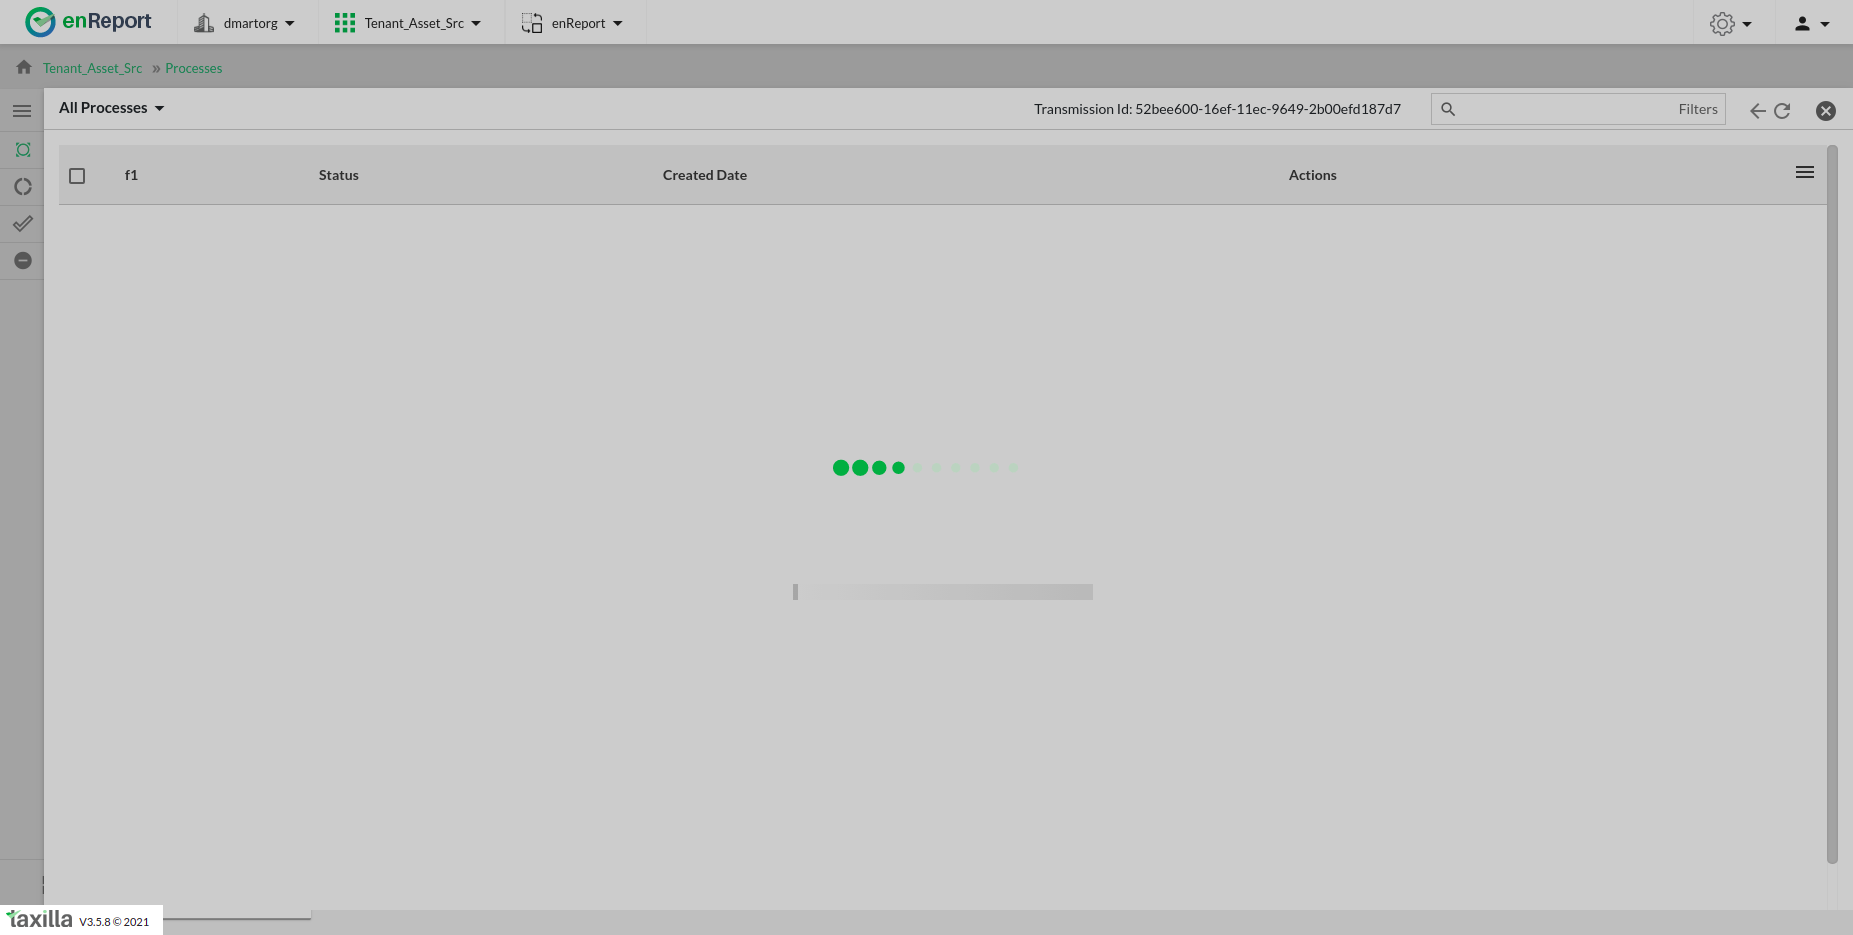 enReport dmartorg Tenant_Asset_Src enReport
Tenant_Asset_Src » Processes
All Processes Transmission Id: 52bee600-16ef-11ec-9649-2b00efd187d7 Filters
f1 Status Created Date Actions
taxilla V3.5.8 © 2021